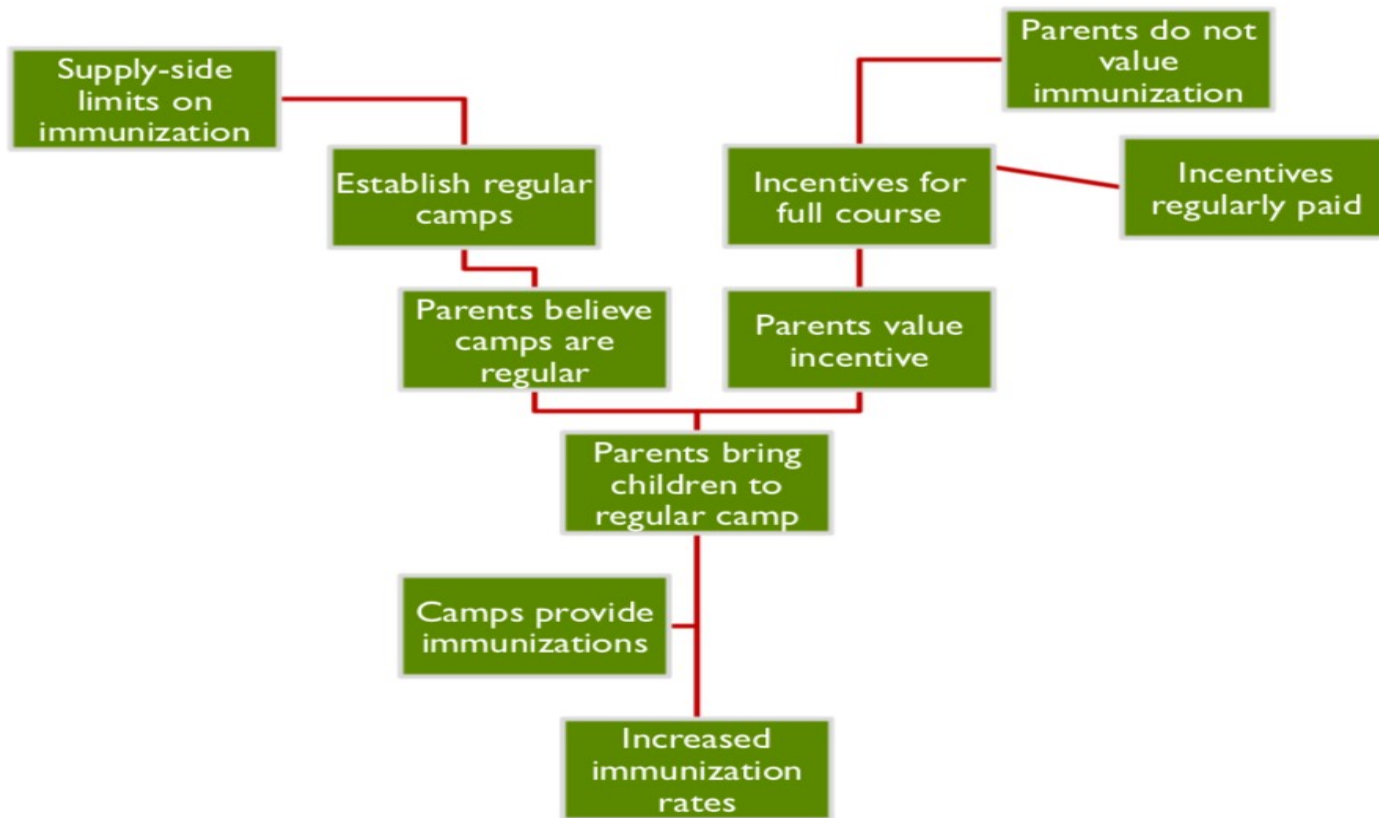 Supply-side
limits on
immunization
Parents do not
value
immunization
Establish regular
camps
Incentives for
full course
Incentives
regularly paid
Parents believe
camps are
regular
Parents value
incentive
Parents bring
children to
regular camp
Camps provide
immunizations
Increased
immunization
rates